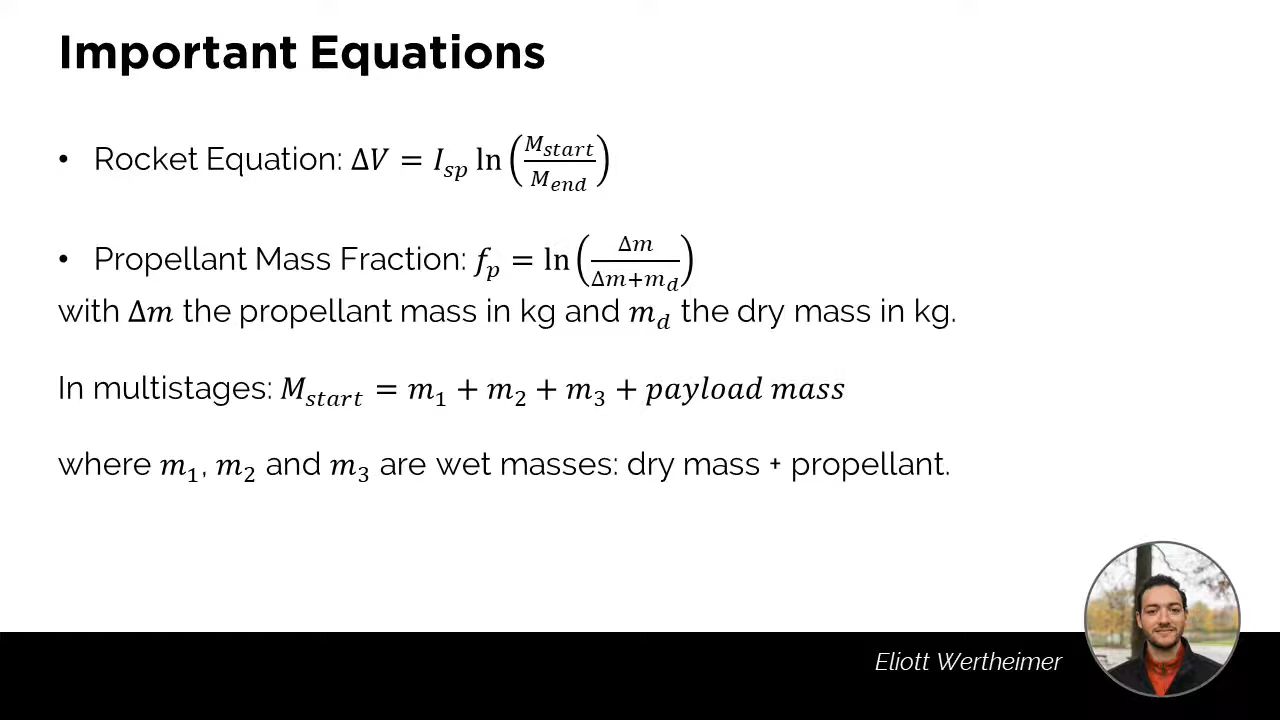 Important Equations
• Rocket Equation: ΔV = I_sp ln(M_start / M_end)
• Propellant Mass Fraction: f_p = ln(Δm / (Δm+m_d))
with Δm the propellant mass in kg and m_d the dry mass in kg.
In multistages: M_start = m_1 + m_2 + m_3 + payload mass
where m_1, m_2 and m_3 are wet masses: dry mass + propellant.
Eliott Wertheimer